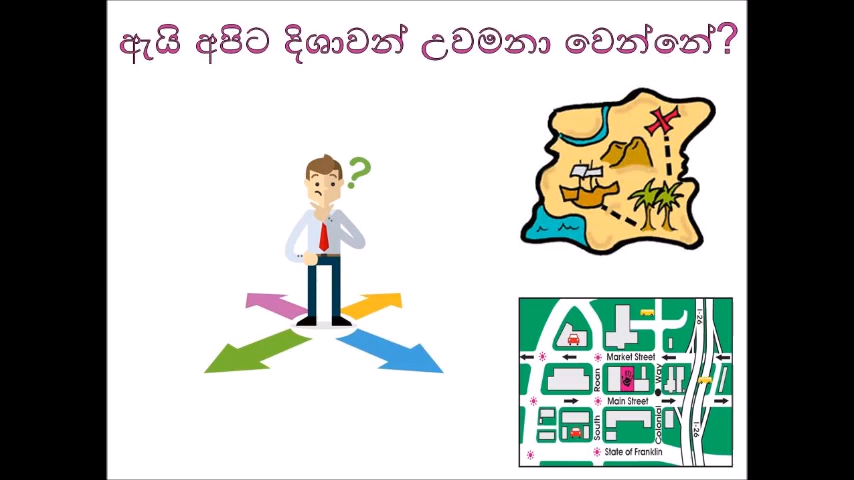 ඇයි අපිට දිශාවන් උවමනා වෙන්නේ?
?
I-26
Market Street
Roan
Way
Main Street
South
Colonial
I-26
State of Franklin